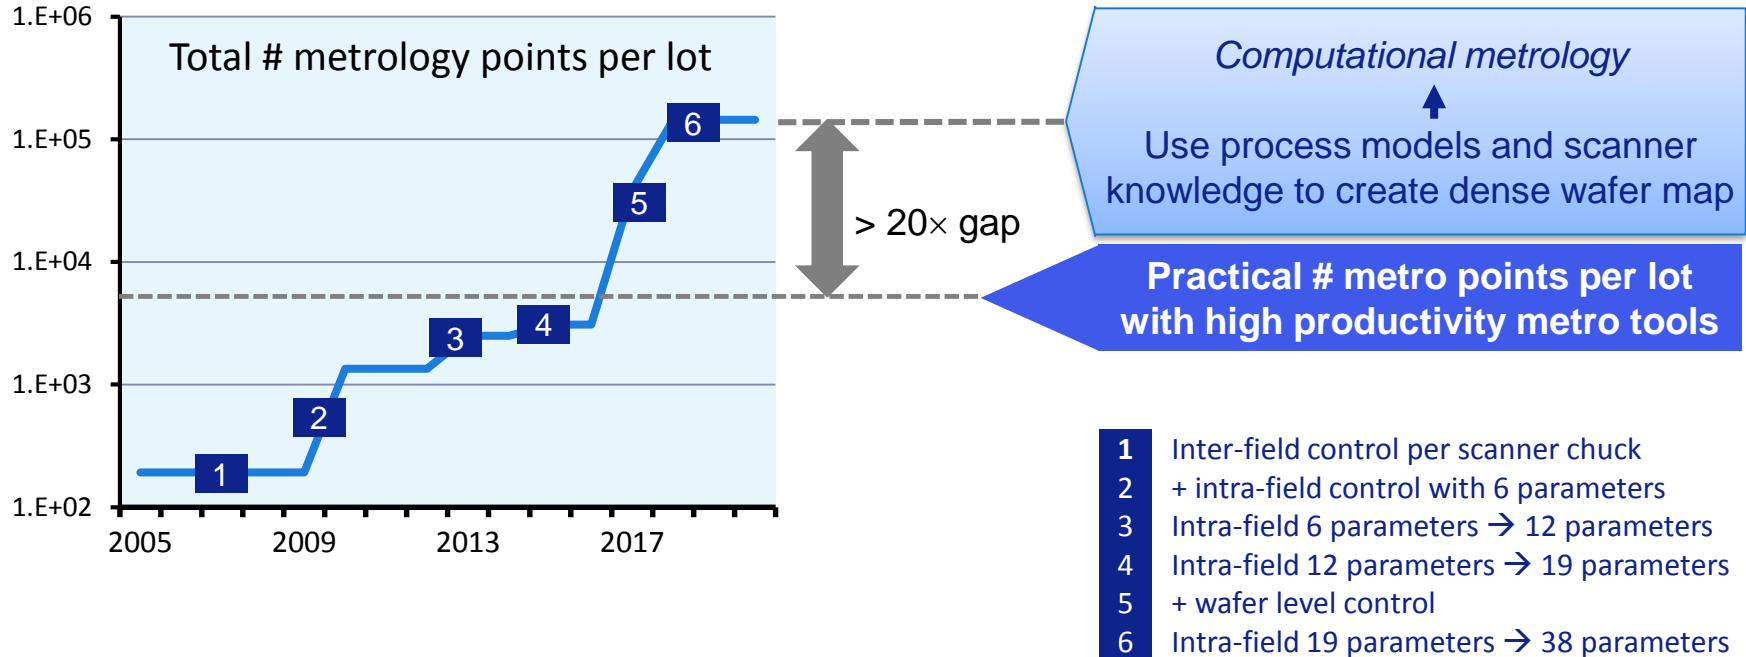 Total # metrology points per lot
1.E+06
1.E+05
1.E+04
1.E+03
1.E+02
2005
2009
2013
2017
1
2
3
4
5
6
> 20× gap
Computational metrology
Use process models and scanner
knowledge to create dense wafer map
Practical # metro points per lot
with high productivity metro tools
1 Inter-field control per scanner chuck
2 + intra-field control with 6 parameters
3 Intra-field 6 parameters → 12 parameters
4 Intra-field 12 parameters → 19 parameters
5 + wafer level control
6 Intra-field 19 parameters → 38 parameters